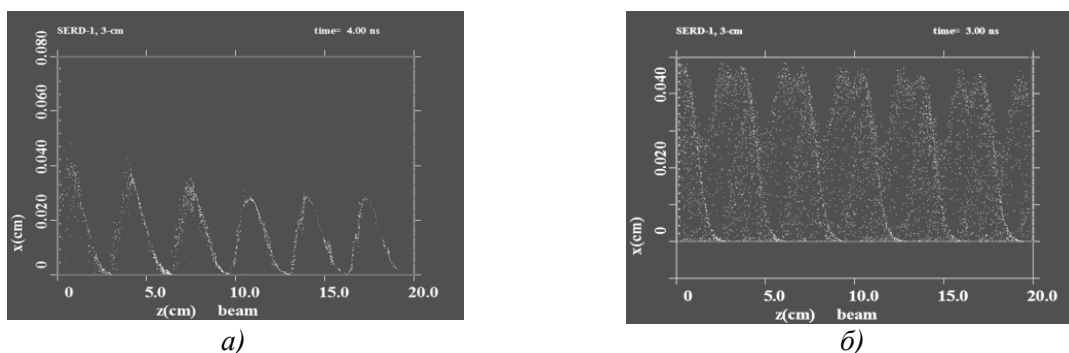 SERD-1, 3-cm time= 4.00 ns
0.080
0.060
0.040
0.020
0
x(cm)
0 5.0 10.0 15.0 20.0
z(cm) beam
а)
SERD-1, 3-cm time= 3.00 ns
0.040
0.020
0
x(cm)
0 5.0 10.0 15.0 20.0
z(cm) beam
б)